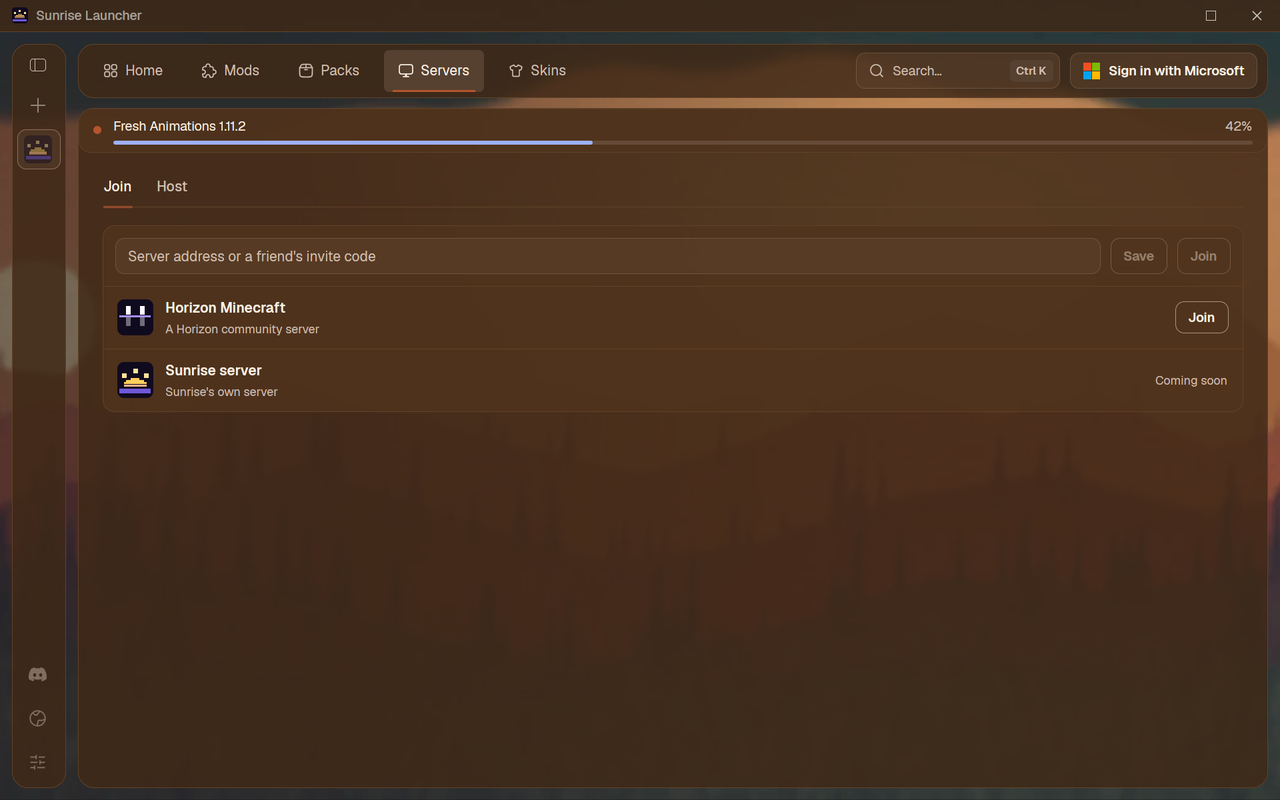 Sunrise Launcher
Home
Mods
Packs
Servers
Skins
Search...
Ctrl K
Sign in with Microsoft
Fresh Animations 1.11.2
42%
Join
Host
Server address or a friend's invite code
Save
Join
Horizon Minecraft
A Horizon community server
Join
Sunrise server
Sunrise's own server
Coming soon